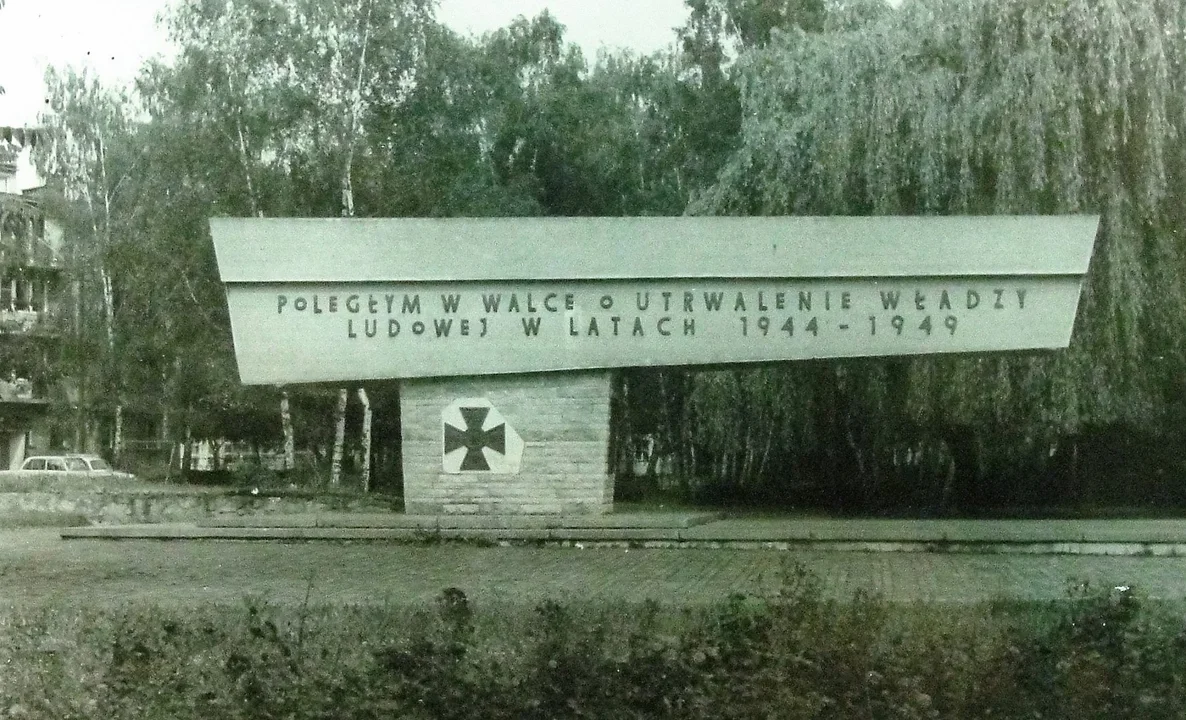 POLEGŁYM W WALCE O UTRWALENIE WŁADZY
LUDOWEJ W LATACH 1944-1949